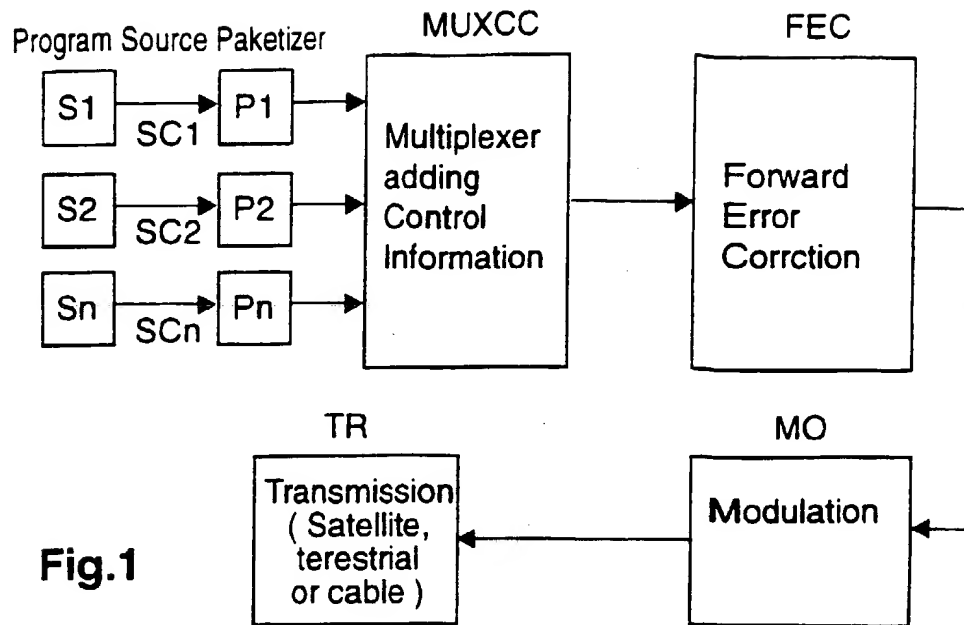 MUXCC
FEC
Program Source Paketizer
S1
SC1
P1
S2
SC2
P2
Sn
SCn
Pn
Multiplexer
adding
Control
Information
Forward
Error
Corrction
TR
MO
Transmission
( Satellite,
terestrial
or cable )
Modulation
Fig.1